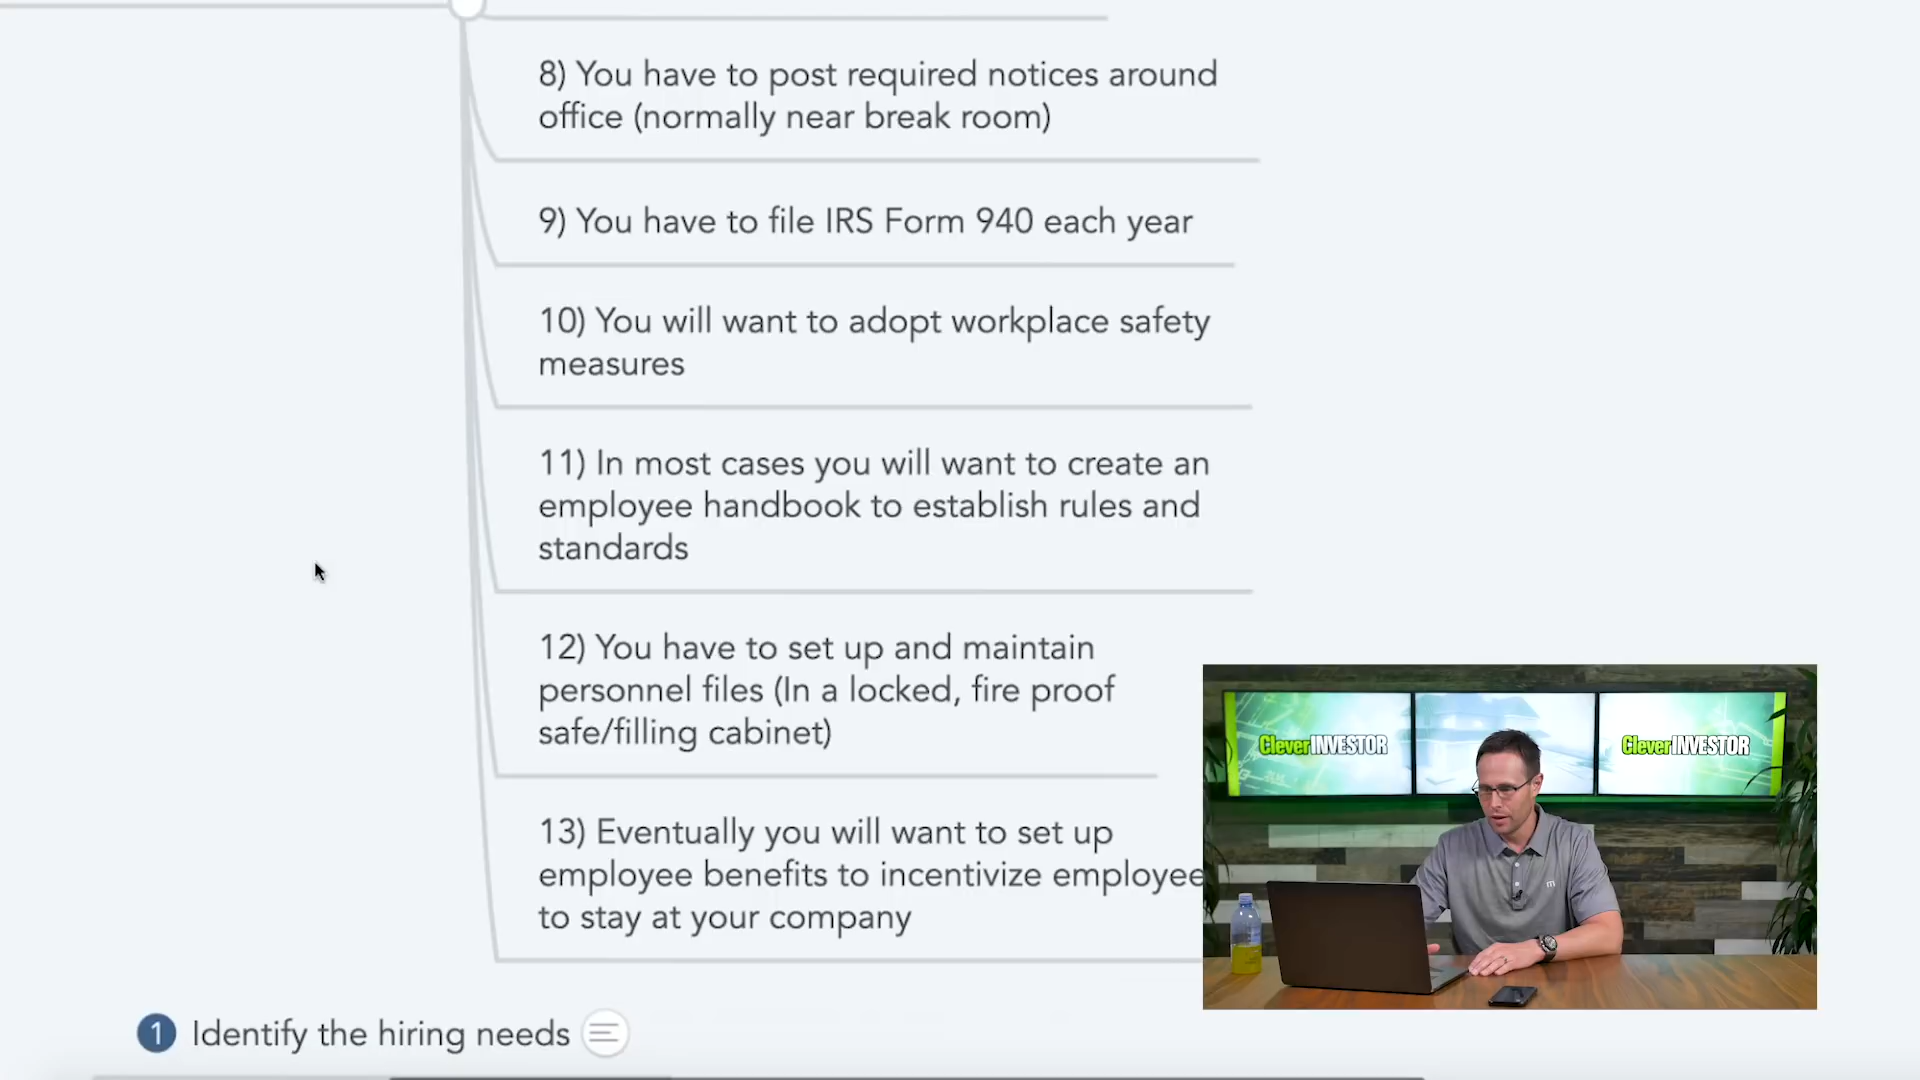 8) You have to post required notices around
office (normally near break room)
9) You have to file IRS Form 940 each year
10) You will want to adopt workplace safety
measures
11) In most cases you will want to create an
employee handbook to establish rules and
standards
12) You have to set up and maintain
personnel files (In a locked, fire proof
safe/filling cabinet)
13) Eventually you will want to set up
employee benefits to incentivize employee
to stay at your company
CleverINVESTOR
CleverINVESTOR
1 Identify the hiring needs